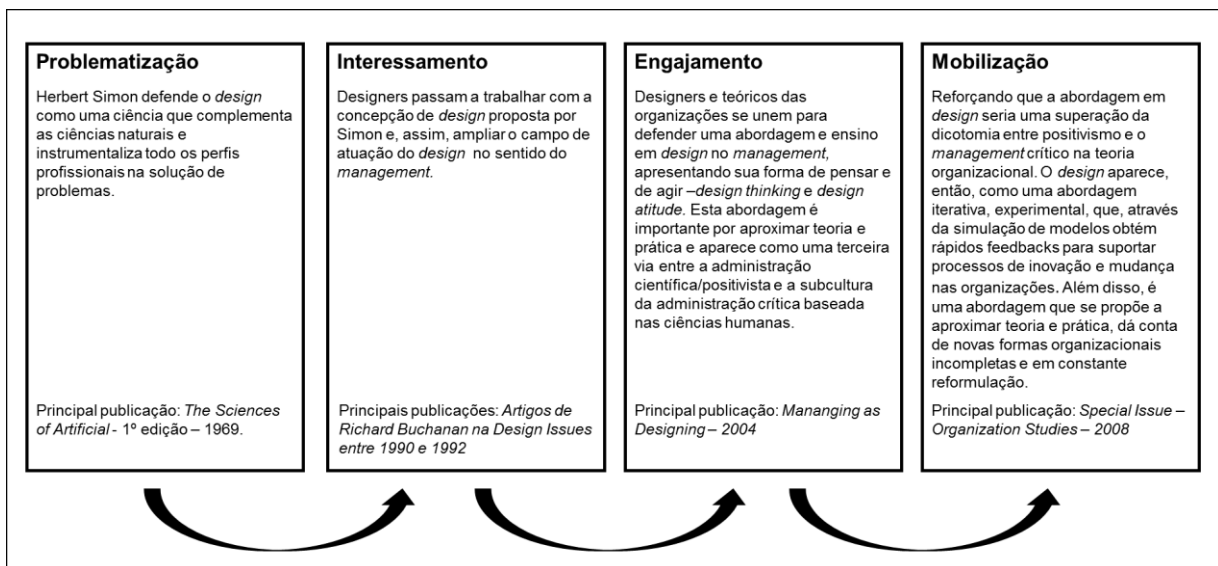 Problematização
Herbert Simon defende o design
como uma ciência que complementa
as ciências naturais e
instrumentaliza todo os perfis
profissionais na solução de
problemas.
Principal publicação: The Sciences
of Artificial - 1º edição – 1969.
Interessamento
Designers passam a trabalhar com a
concepção de design proposta por
Simon e, assim, ampliar o campo de
atuação do design no sentido do
management.
Principais publicações: Artigos de
Richard Buchanan na Design Issues
entre 1990 e 1992
Engajamento
Designers e teóricos das
organizações se unem para
defender uma abordagem e ensino
em design no management,
apresentando sua forma de pensar e
de agir –design thinking e design
atitude. Esta abordagem é
importante por aproximar teoria e
prática e aparece como uma terceira
via entre a administração
científica/positivista e a subcultura
da administração crítica baseada
nas ciências humanas.
Principal publicação: Mananging as
Designing – 2004
Mobilização
Reforçando que a abordagem em
design seria uma superação da
dicotomia entre positivismo e o
management crítico na teoria
organizacional. O design aparece,
então, como uma abordagem
iterativa, experimental, que, através
da simulação de modelos obtém
rápidos feedbacks para suportar
processos de inovação e mudança
nas organizações. Além disso, é
uma abordagem que se propõe a
aproximar teoria e prática, dá conta
de novas formas organizacionais
incompletas e em constante
reformulação.
Principal publicação: Special Issue –
Organization Studies – 2008